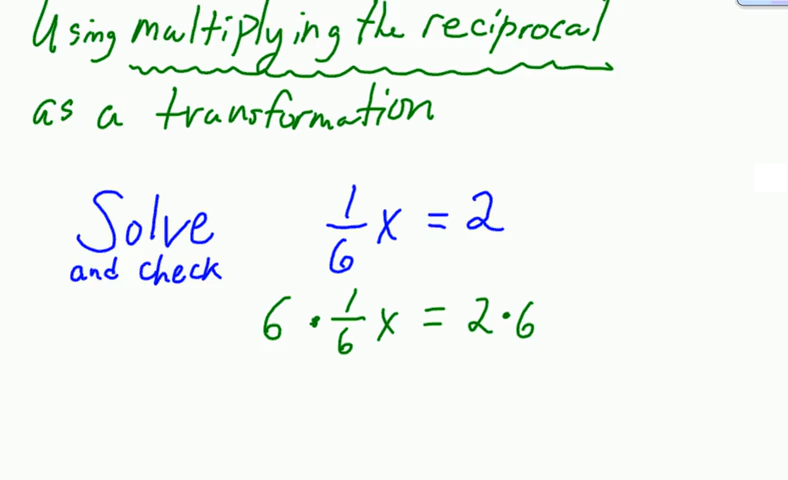 Using multiplying the reciprocal
as a transformation
Solve 1/6 x = 2
and check
6 · 1/6 x = 2 · 6